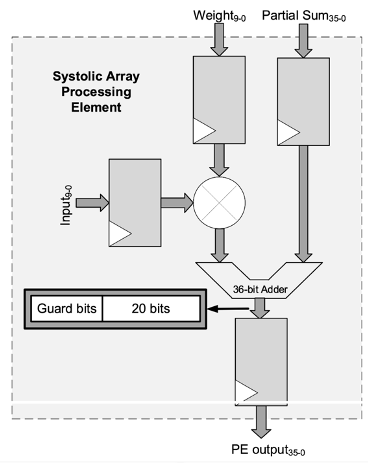 Weight9-0 Partial Sum35-0
Systolic Array
Processing
Element
Input9-0
36-bit Adder
Guard bits 20 bits
PE output35-0